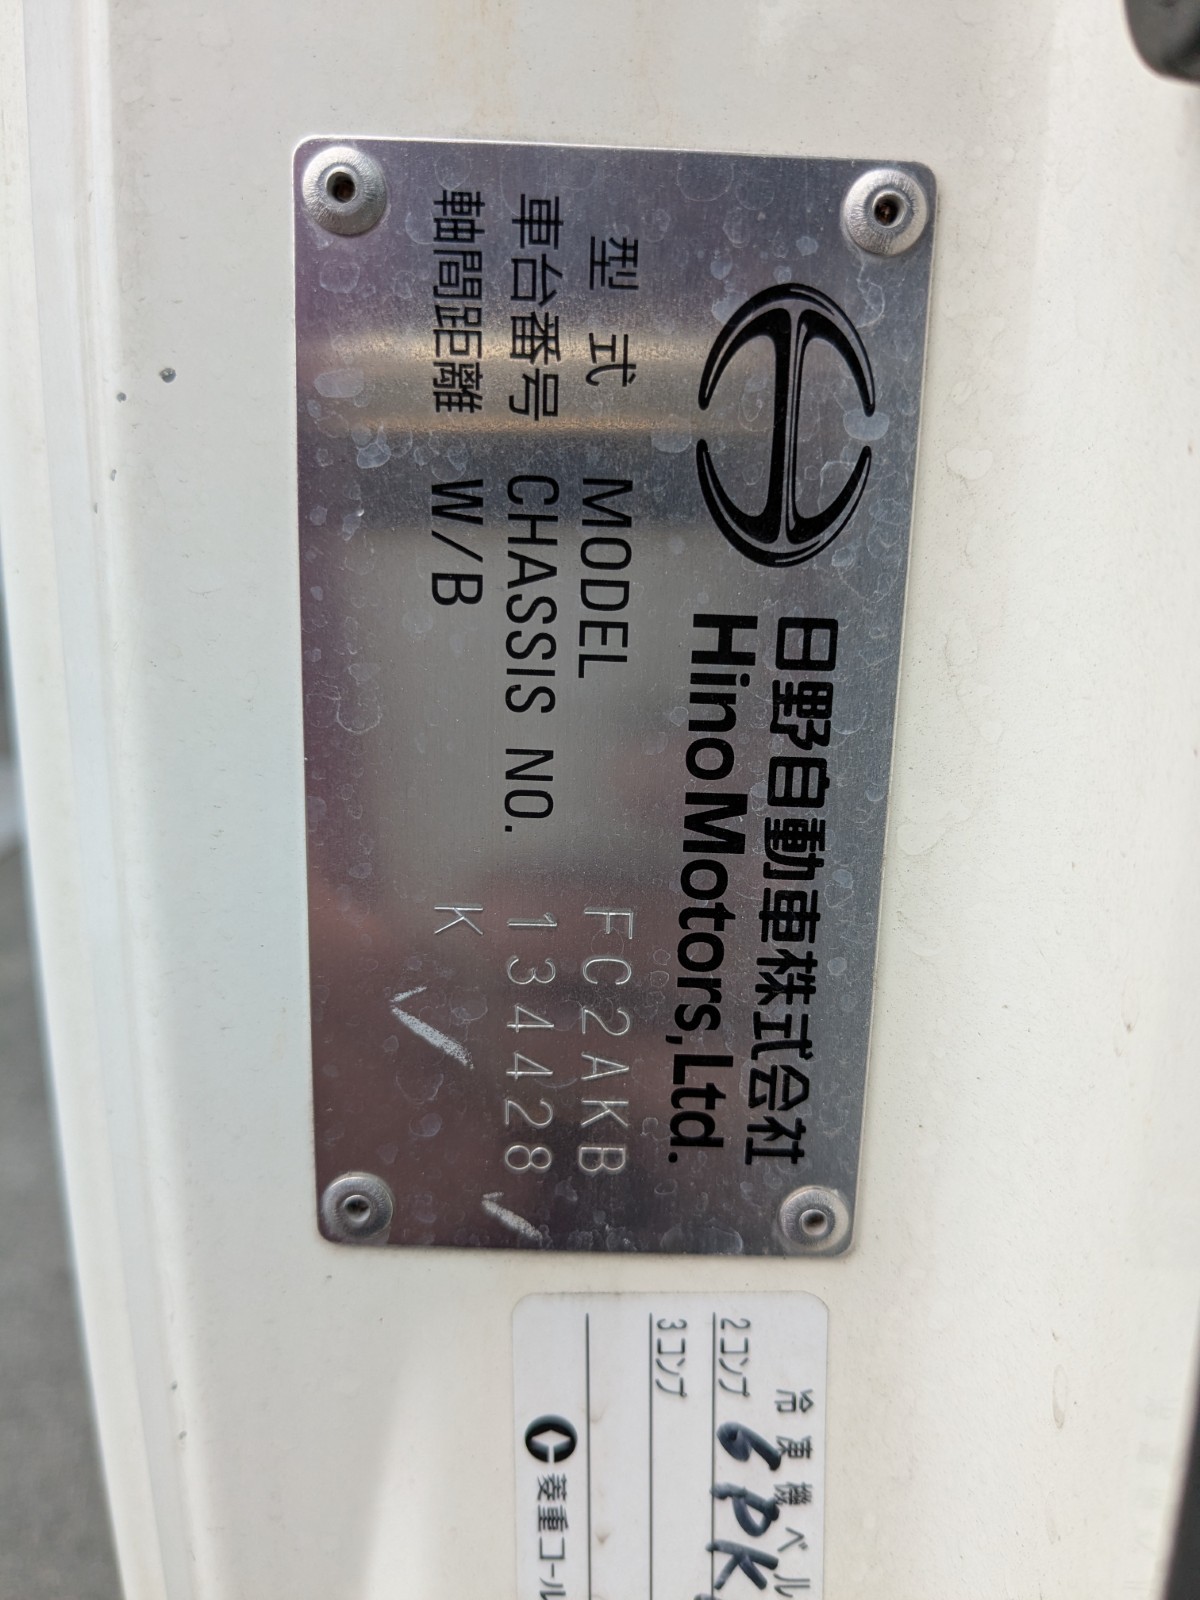 日野自動車株式会社
Hino Motors,Ltd.
型式 MODEL FC2AKB
車台番号 CHASSIS NO. 134428
軸間距離 W/B K
冷凍機ベル
2コンプ 6PK
3コンプ
菱重コール